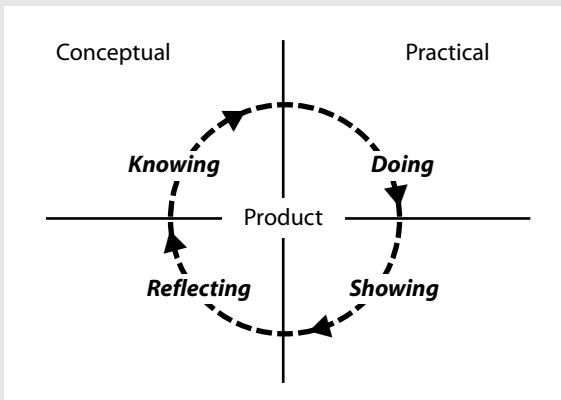 Conceptual
Practical
Knowing
Doing
Product
Reflecting
Showing